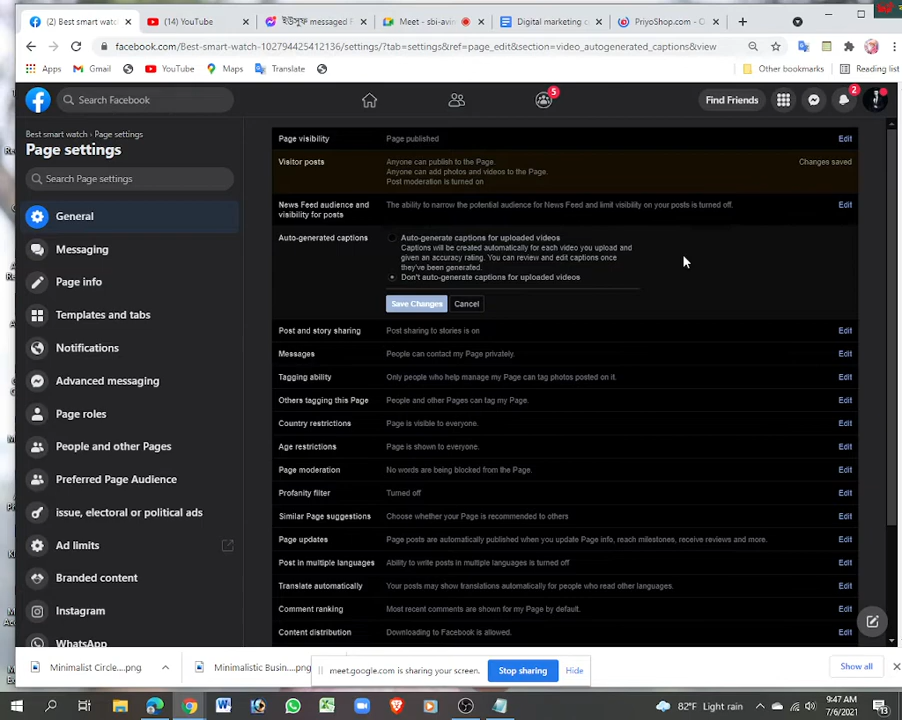 (2) Best smart watch
(14) YouTube
ইউসুফ messaged
Meet - sbi-avin
Digital marketing c
PriyoShop.com - O
facebook.com/Best-smart-watch-102794425412136/settings/?tab=settings&ref=page_edit&section=video_autogenerated_captions&view
Apps
Gmail
YouTube
Maps
Translate
Other bookmarks
Reading list
Search Facebook
5
Find Friends
2
Best smart watch › Page settings
Page settings
Search Page settings
General
Messaging
Page info
Templates and tabs
Notifications
Advanced messaging
Page roles
People and other Pages
Preferred Page Audience
issue, electoral or political ads
Ad limits
Branded content
Instagram
WhatsApp
Page visibility
Page published
Edit
Visitor posts
Anyone can publish to the Page.
Anyone can add photos and videos to the Page.
Post moderation is turned on
Changes saved
News Feed audience and
visibility for posts
The ability to narrow the potential audience for News Feed and limit visibility on your posts is turned off.
Edit
Auto-generated captions
Auto-generate captions for uploaded videos
Captions will be created automatically for each video you upload and
given an accuracy rating. You can review and edit captions once
they've been generated.
Don't auto-generate captions for uploaded videos
Save Changes
Cancel
Post and story sharing
Post sharing to stories is on
Edit
Messages
People can contact my Page privately.
Edit
Tagging ability
Only people who help manage my Page can tag photos posted on it.
Edit
Others tagging this Page
People and other Pages can tag my Page.
Edit
Country restrictions
Page is visible to everyone.
Edit
Age restrictions
Page is shown to everyone.
Edit
Page moderation
No words are being blocked from the Page.
Edit
Profanity filter
Turned off
Edit
Similar Page suggestions
Choose whether your Page is recommended to others
Edit
Page updates
Page posts are automatically published when you update Page info, reach milestones, receive reviews and more.
Edit
Post in multiple languages
Ability to write posts in multiple languages is turned off
Edit
Translate automatically
Your posts may show translations automatically for people who read other languages.
Edit
Comment ranking
Most recent comments are shown for my Page by default.
Edit
Content distribution
Downloading to Facebook is allowed.
Edit
Minimalist Circle....png
Minimalistic Busin....png
meet.google.com is sharing your screen.
Stop sharing
Hide
Show all
82°F Light rain
9:47 AM
7/6/2021
13